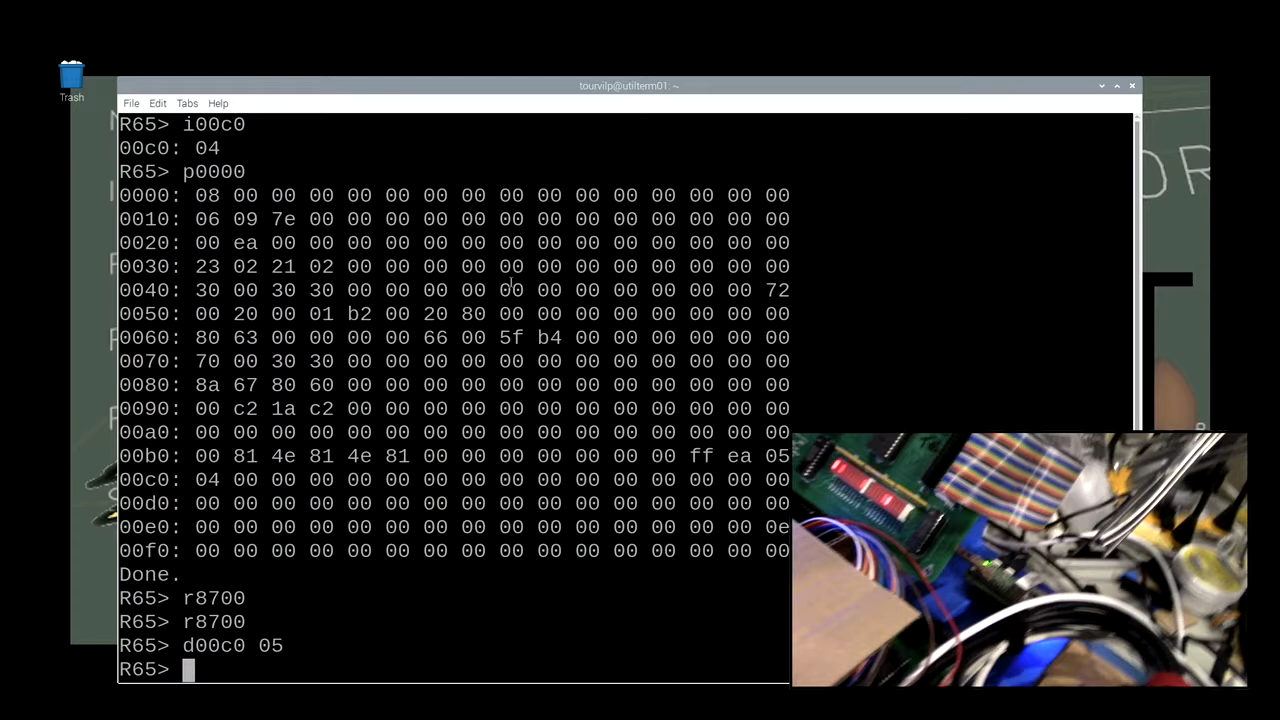 Trash
tourvilp@utilterm01: ~
File Edit Tabs Help
R65> i00c0
00c0: 04
R65> p0000
0000: 08 00 00 00 00 00 00 00 00 00 00 00 00 00 00 00
0010: 06 09 7e 00 00 00 00 00 00 00 00 00 00 00 00 00
0020: 00 ea 00 00 00 00 00 00 00 00 00 00 00 00 00 00
0030: 23 02 21 02 00 00 00 00 00 00 00 00 00 00 00 00
0040: 30 00 30 30 00 00 00 00 00 00 00 00 00 00 00 72
0050: 00 20 00 01 b2 00 20 80 00 00 00 00 00 00 00 00
0060: 80 63 00 00 00 00 66 00 5f b4 00 00 00 00 00 00
0070: 70 00 30 30 00 00 00 00 00 00 00 00 00 00 00 00
0080: 8a 67 80 60 00 00 00 00 00 00 00 00 00 00 00 00
0090: 00 c2 1a c2 00 00 00 00 00 00 00 00 00 00 00 00
00a0: 00 00 00 00 00 00 00 00 00 00 00 00 00 00 00 00
00b0: 00 81 4e 81 4e 81 00 00 00 00 00 00 00 ff ea 05
00c0: 04 00 00 00 00 00 00 00 00 00 00 00 00 00 00 00
00d0: 00 00 00 00 00 00 00 00 00 00 00 00 00 00 00 00
00e0: 00 00 00 00 00 00 00 00 00 00 00 00 00 00 00 0e
00f0: 00 00 00 00 00 00 00 00 00 00 00 00 00 00 00 00
Done.
R65> r8700
R65> r8700
R65> d00c0 05
R65>